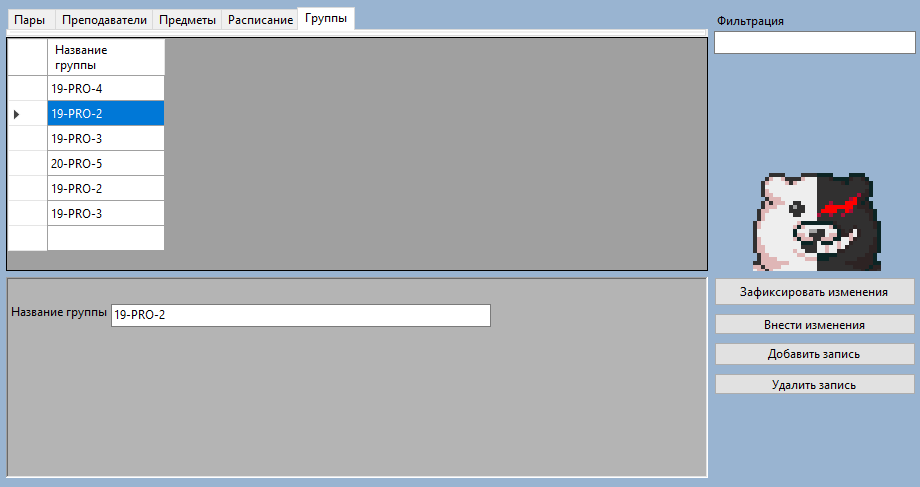 Пары Преподаватели Предметы Расписание Группы
Фильтрация
Название
группы
19-PRO-4
19-PRO-2
19-PRO-3
20-PRO-5
19-PRO-2
19-PRO-3
Название группы 19-PRO-2
Зафиксировать изменения
Внести изменения
Добавить запись
Удалить запись